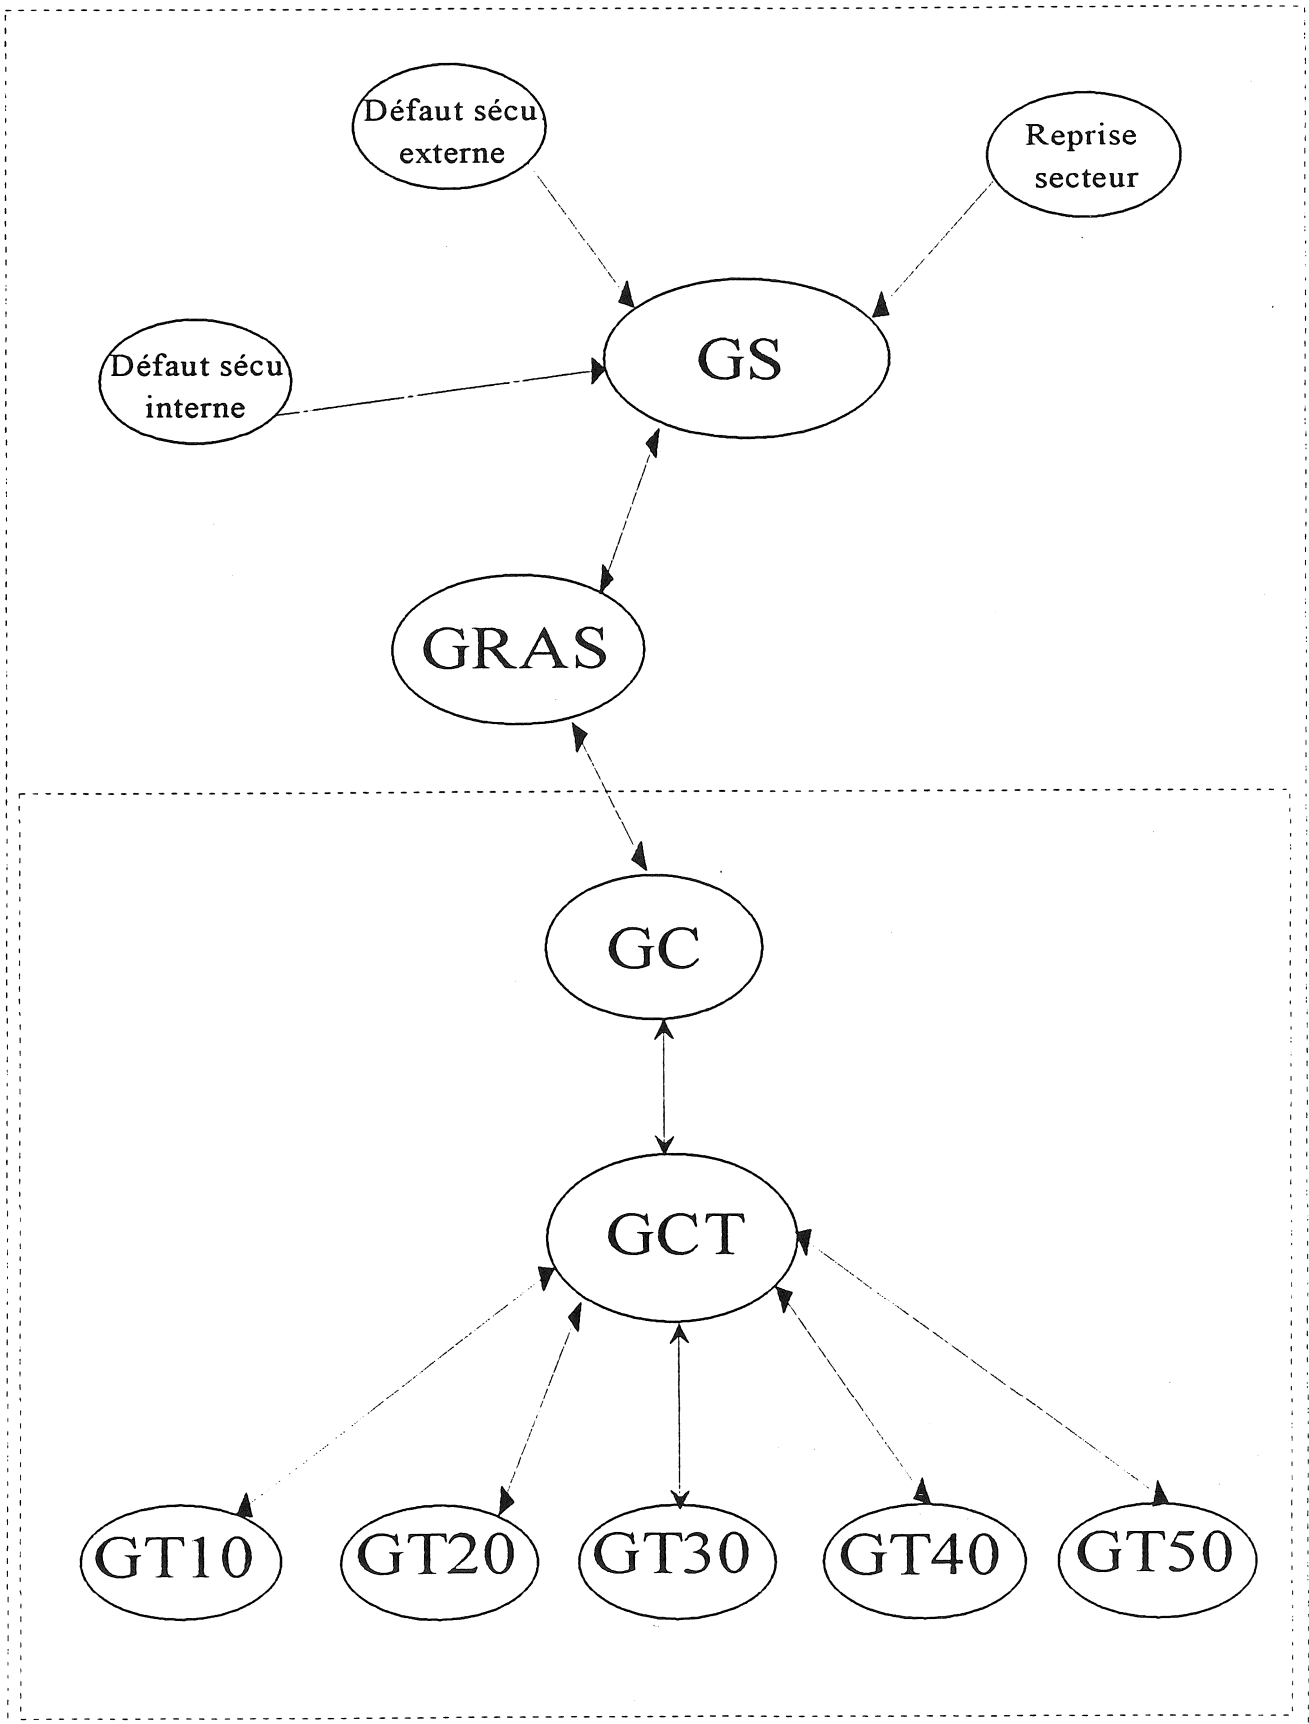 Défaut sécu
externe
Reprise
secteur
GS
Défaut sécu
interne
GRAS
GC
GCT
GT10
GT20
GT30
GT40
GT50